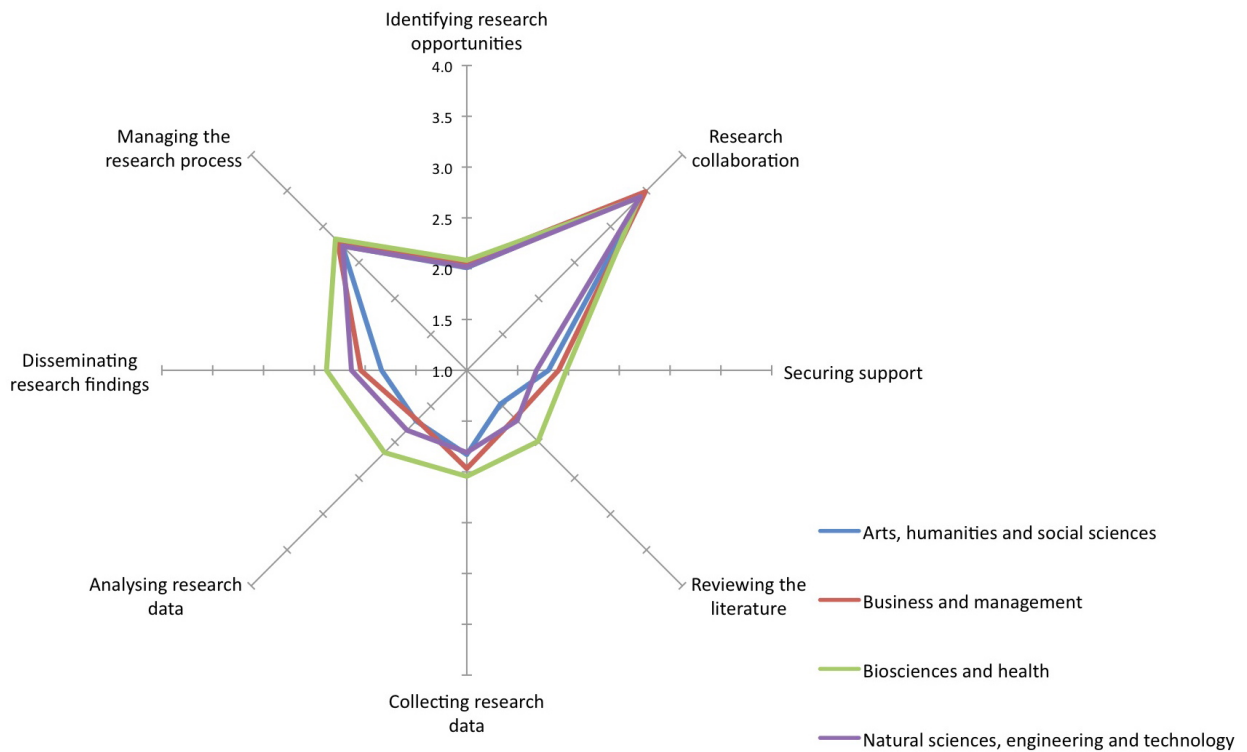 Identifying research
opportunities
4.0
3.5
3.0
2.5
2.0
1.5
1.0
Research
collaboration
Securing support
Reviewing the
literature
Collecting research
data
Analysing research
data
Disseminating
research findings
Managing the
research process
Arts, humanities and social sciences
Business and management
Biosciences and health
Natural sciences, engineering and technology